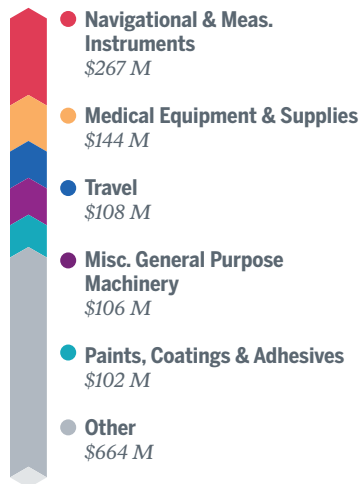 Navigational & Meas.
Instruments
$267 M
Medical Equipment & Supplies
$144 M
Travel
$108 M
Misc. General Purpose
Machinery
$106 M
Paints, Coatings & Adhesives
$102 M
Other
$664 M